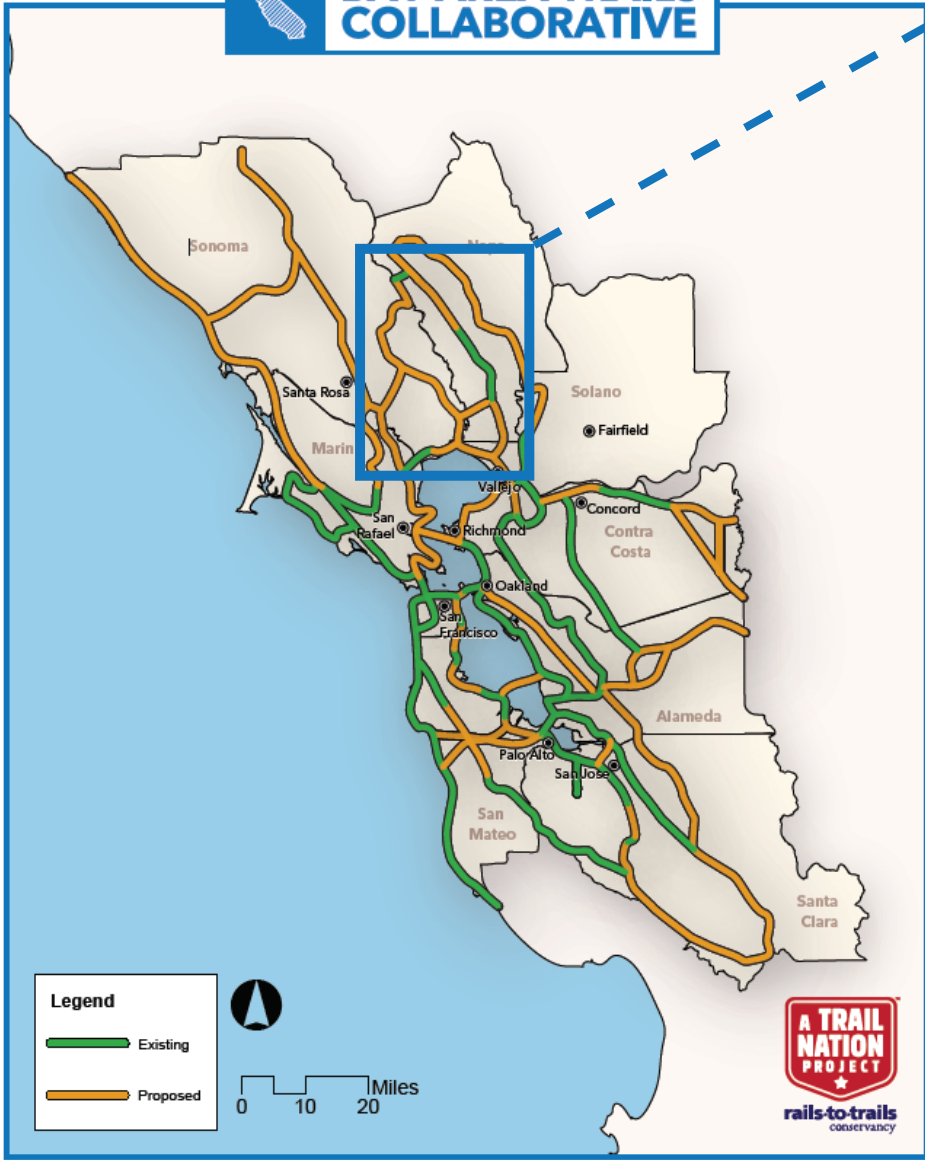 COLLABORATIVE
Sonoma
Napa
Santa Rosa
Solano
Fairfield
Marin
Vallejo
Concord
San
Rafael
Richmond
Contra
Costa
Oakland
San
Francisco
Alameda
Palo Alto
San Jose
San
Mateo
Santa
Clara
Legend
Existing
Proposed
Miles
0 10 20
A TRAIL
NATION
PROJECT
™
rails-to-trails
conservancy